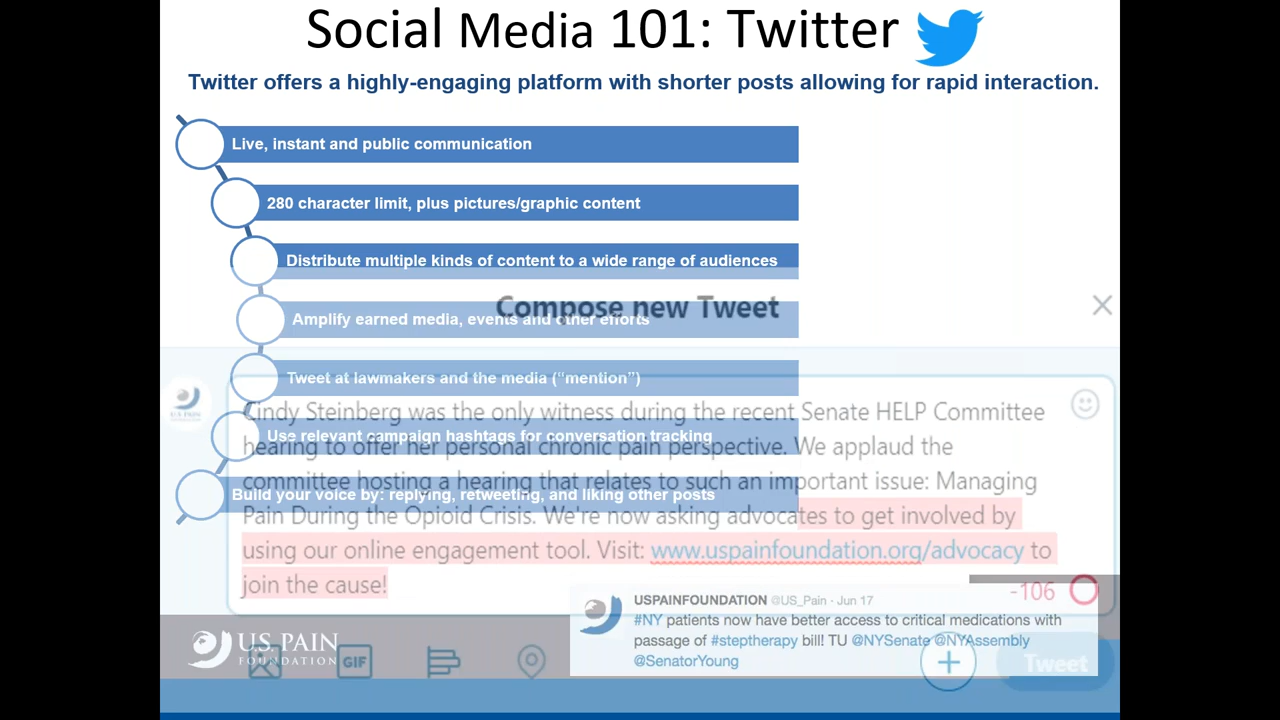 Social Media 101: Twitter
Twitter offers a highly-engaging platform with shorter posts allowing for rapid interaction.
Live, instant and public communication
280 character limit, plus pictures/graphic content
Distribute multiple kinds of content to a wide range of audiences
Amplify earned media, events and other efforts
Tweet at lawmakers and the media (“mention”)
Use relevant campaign hashtags for conversation tracking
Build your voice by: replying, retweeting, and liking other posts
Compose new Tweet
Cindy Steinberg was the only witness during the recent Senate HELP Committee
hearing to offer her personal chronic pain perspective. We applaud the
committee hosting a hearing that relates to such an important issue: Managing
Pain During the Opioid Crisis. We're now asking advocates to get involved by
using our online engagement tool. Visit: www.uspainfoundation.org/advocacy to
join the cause!
-106
USPAINFOUNDATION @US_Pain · Jun 17
#NY patients now have better access to critical medications with
passage of #steptherapy bill! TU @NYSenate @NYAssembly
@SenatorYoung
U.S. PAIN
FOUNDATION
GIF
Tweet